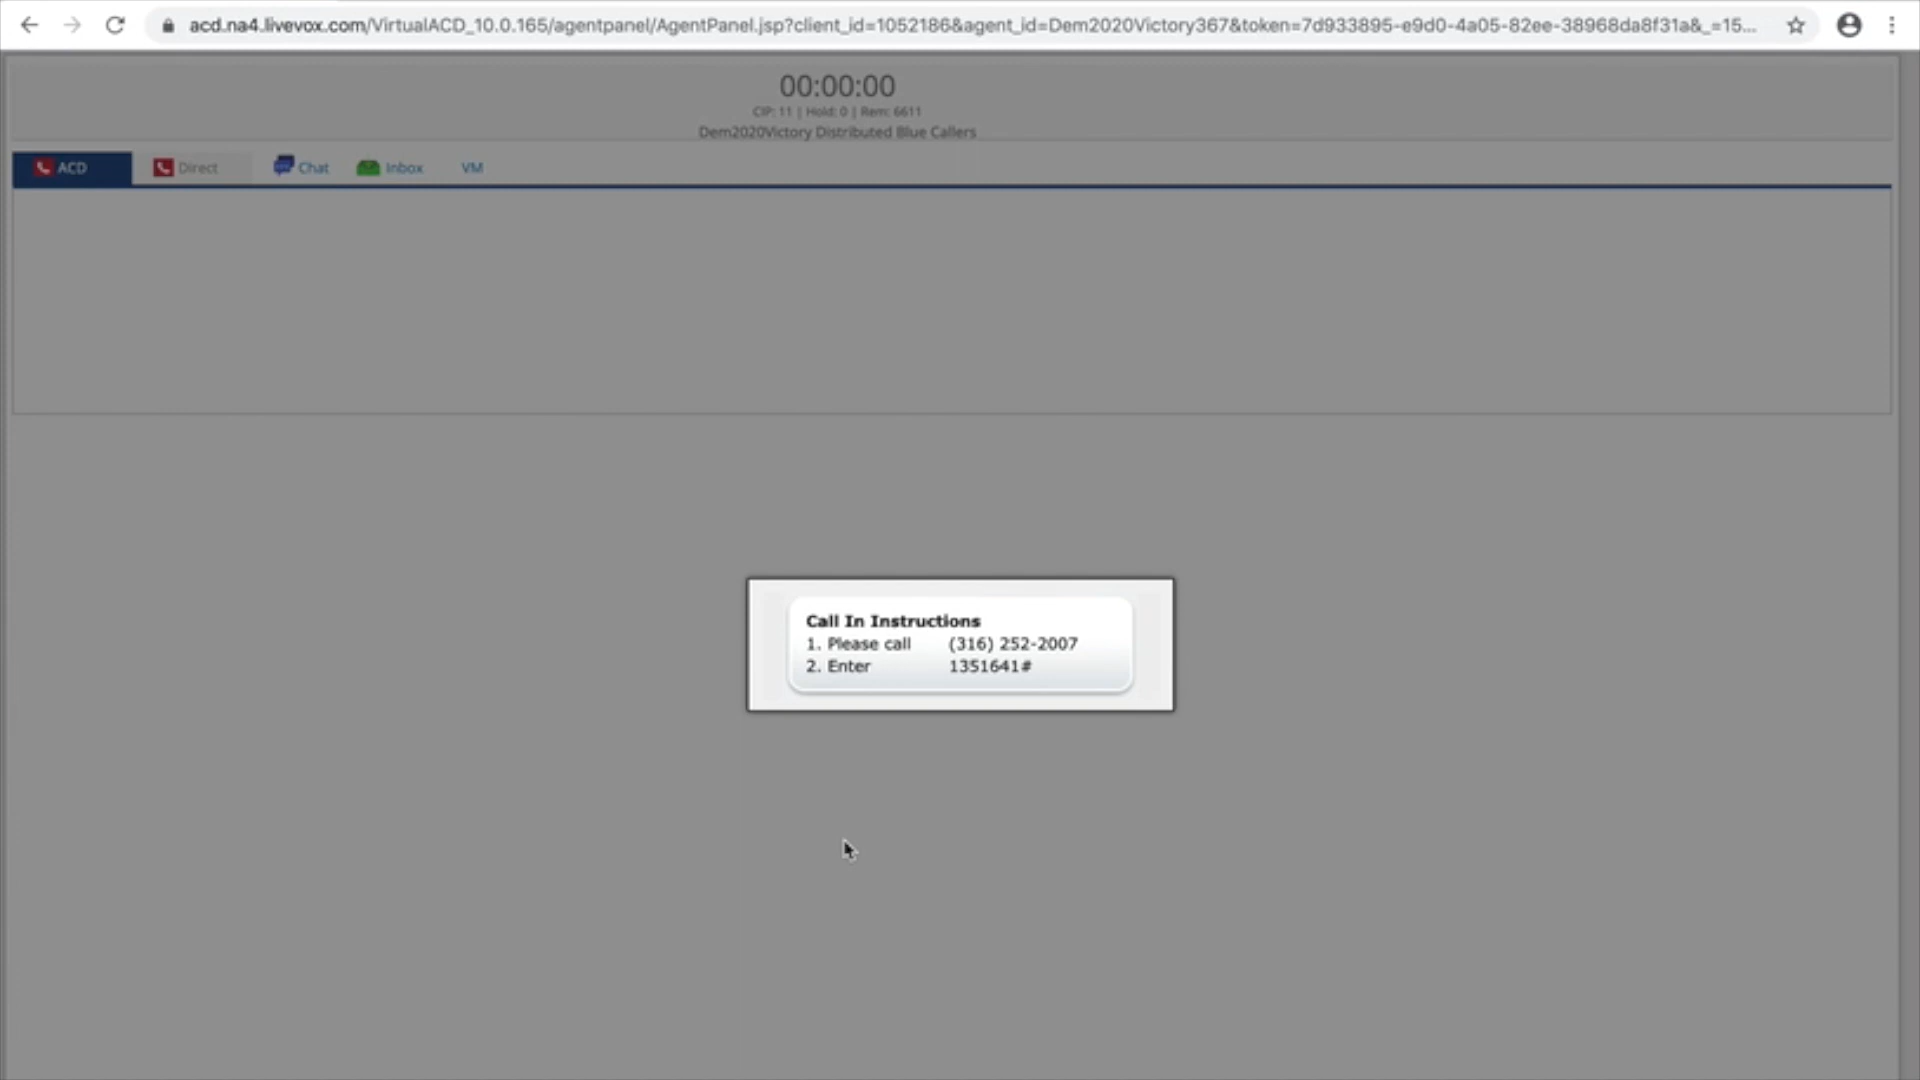 acd.na4.livevox.com/VirtualACD_10.0.165/agentpanel/AgentPanel.jsp?client_id=1052186&agent_id=Dem2020Victory367&token=7d933895-e9d0-4a05-82ee-38968da8f31a&_=15...
00:00:00
CIP: 11 | Hold: 0 | Rem: 6611
Dem2020Victory Distributed Blue Callers
ACD Direct Chat Inbox VM
Call In Instructions
1. Please call (316) 252-2007
2. Enter 1351641#